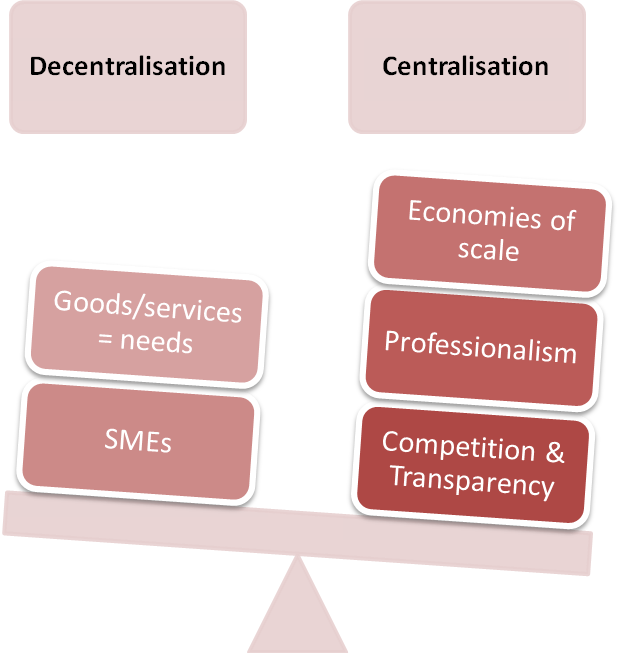 Decentralisation
Centralisation
Economies of
scale
Goods/services
= needs
Professionalism
SMEs
Competition &
Transparency